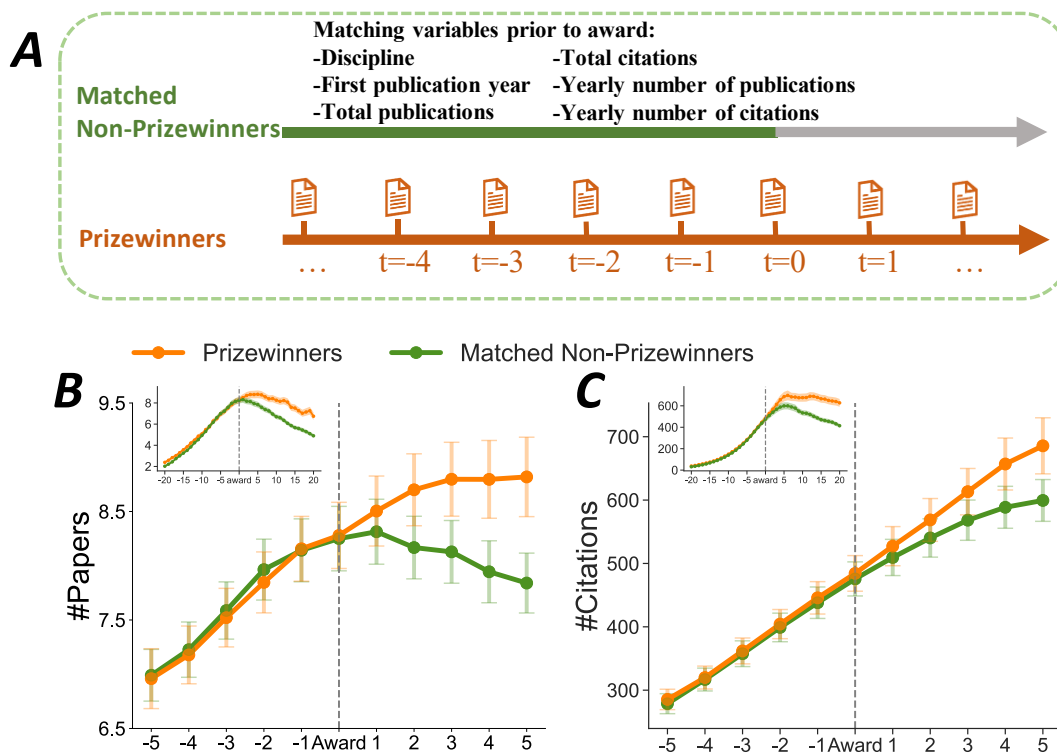 A
Matching variables prior to award:
-Discipline
-Total citations
-First publication year
-Yearly number of publications
-Total publications
-Yearly number of citations
Matched
Non-Prizewinners
Prizewinners
... t=-4 t=-3 t=-2 t=-1 t=0 t=1 ...
Prizewinners Matched Non-Prizewinners
B
#Papers
9.5
8.5
7.5
6.5
-5 -4 -3 -2 -1 Award 1 2 3 4 5
8
6
4
2
-20 -15 -10 -5 award 5 10 15 20
C
#Citations
700
600
500
400
300
-5 -4 -3 -2 -1 Award 1 2 3 4 5
600
400
200
0
-20 -15 -10 -5 award 5 10 15 20